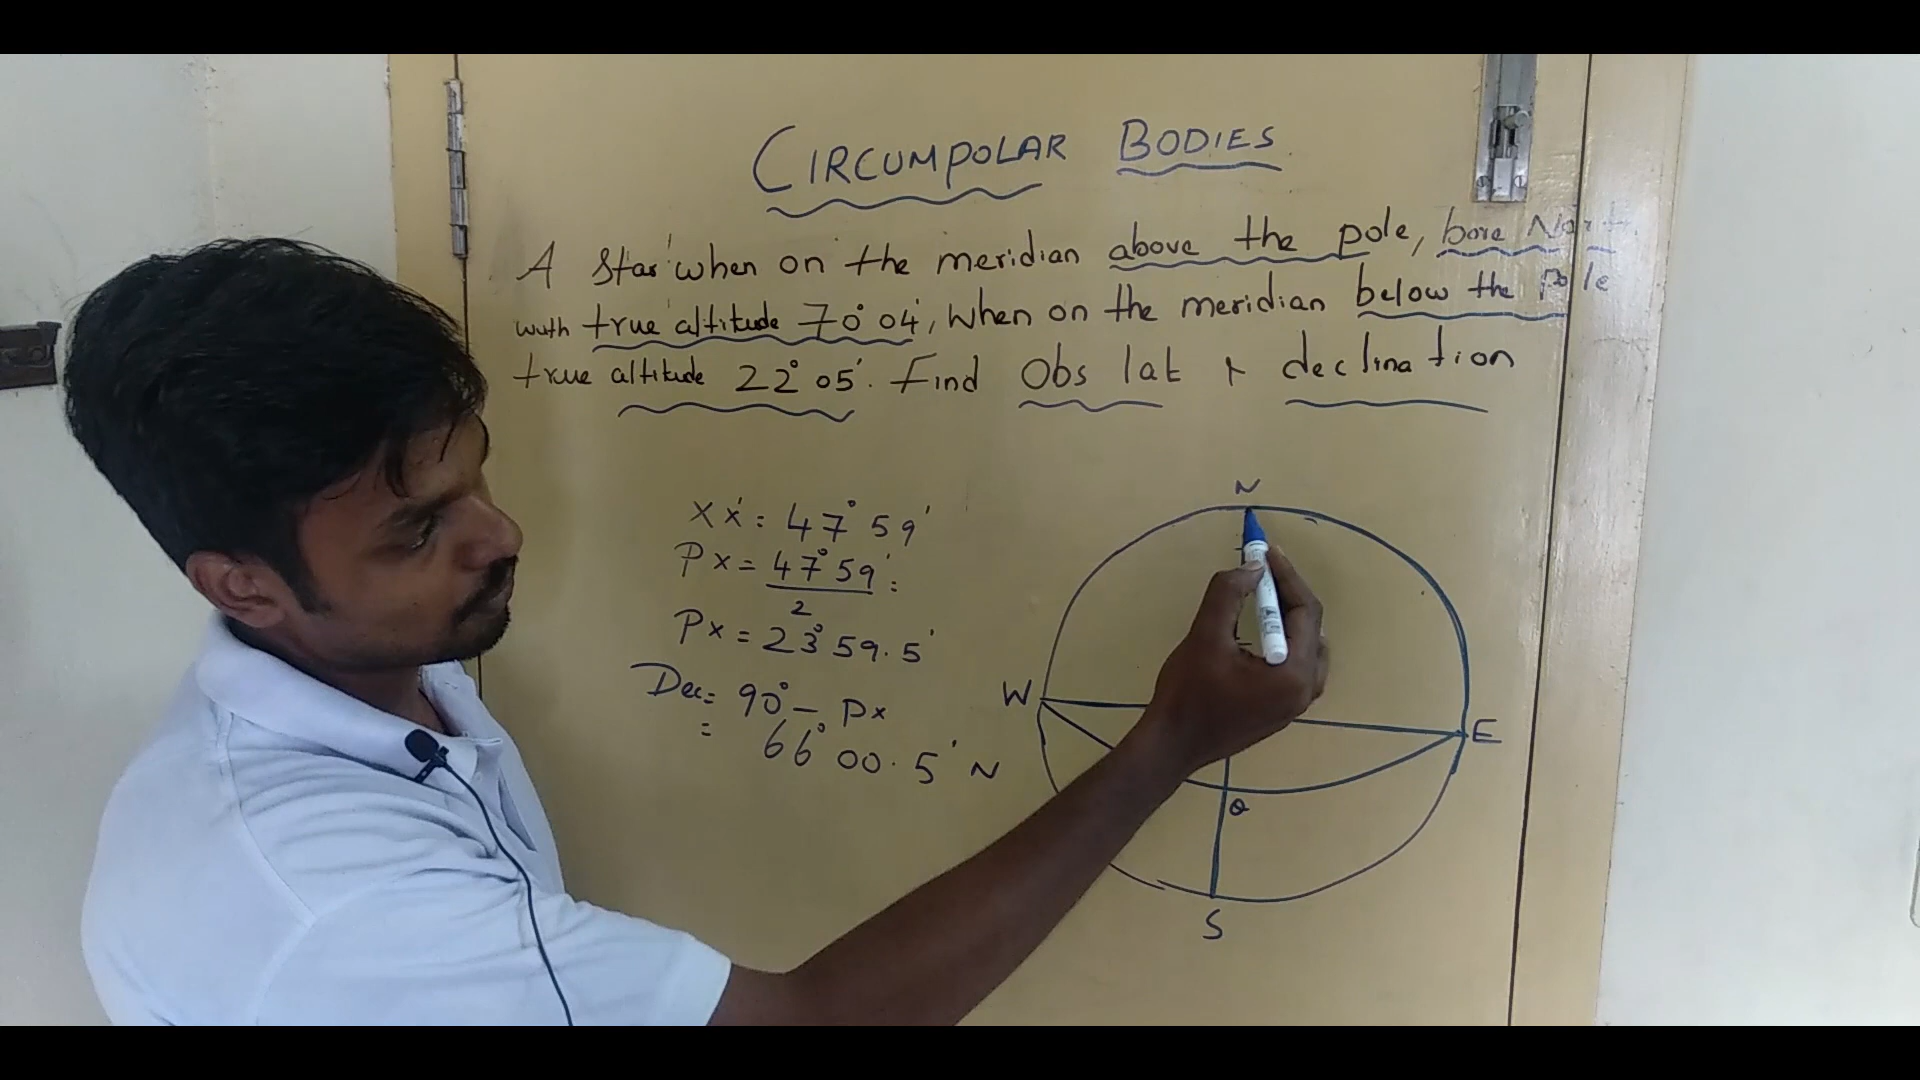 CIRCUMPOLAR BODIES
A Star when on the meridian above the pole, bore North
with true altitude 70° 04', When on the meridian below the Pole
true altitude 22° 05'. Find Obs lat & declination
N
X X' = 47° 59'
Px = 47° 59' =
2
Px = 23° 59.5'
Dec = 90° - Px
= 66° 00.5' N
W
E
Q
S